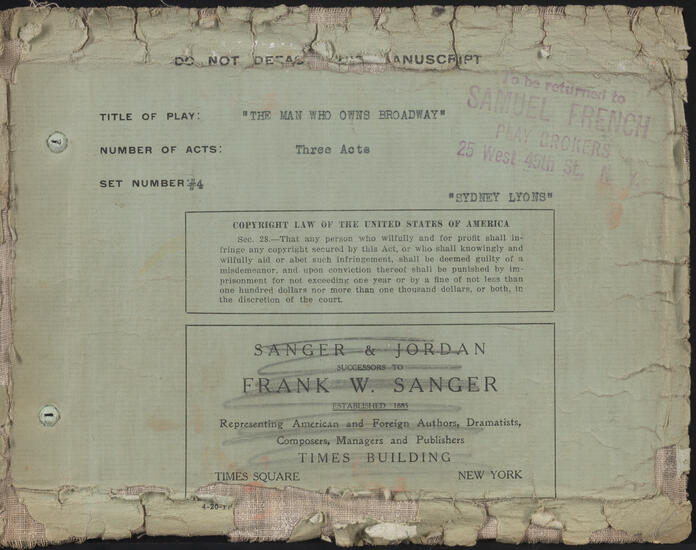 DO NOT MANUSCRIPT
To be returned to
SAMUEL FRENCH
PLAY BROKERS
25 West 45th St. N. Y.
TITLE OF PLAY: "THE MAN WHO OWNS BROADWAY"
NUMBER OF ACTS: Three Acts
SET NUMBER: #4
"SYDNEY LYONS"
COPYRIGHT LAW OF THE UNITED STATES OF AMERICA
Sec. 28.—That any person who wilfully and for profit shall in-
fringe any copyright secured by this Act, or who shall knowingly and
wilfully aid or abet such infringement, shall be deemed guilty of a
misdemeanor, and upon conviction thereof shall be punished by im-
prisonment for not exceeding one year or by a fine of not less than
one hundred dollars nor more than one thousand dollars, or both, in
the discretion of the court.
SANGER & JORDAN
SUCCESSORS TO
FRANK W. SANGER
ESTABLISHED 1885
Representing American and Foreign Authors, Dramatists,
Composers, Managers and Publishers
TIMES BUILDING
TIMES SQUARE NEW YORK
4-20-11